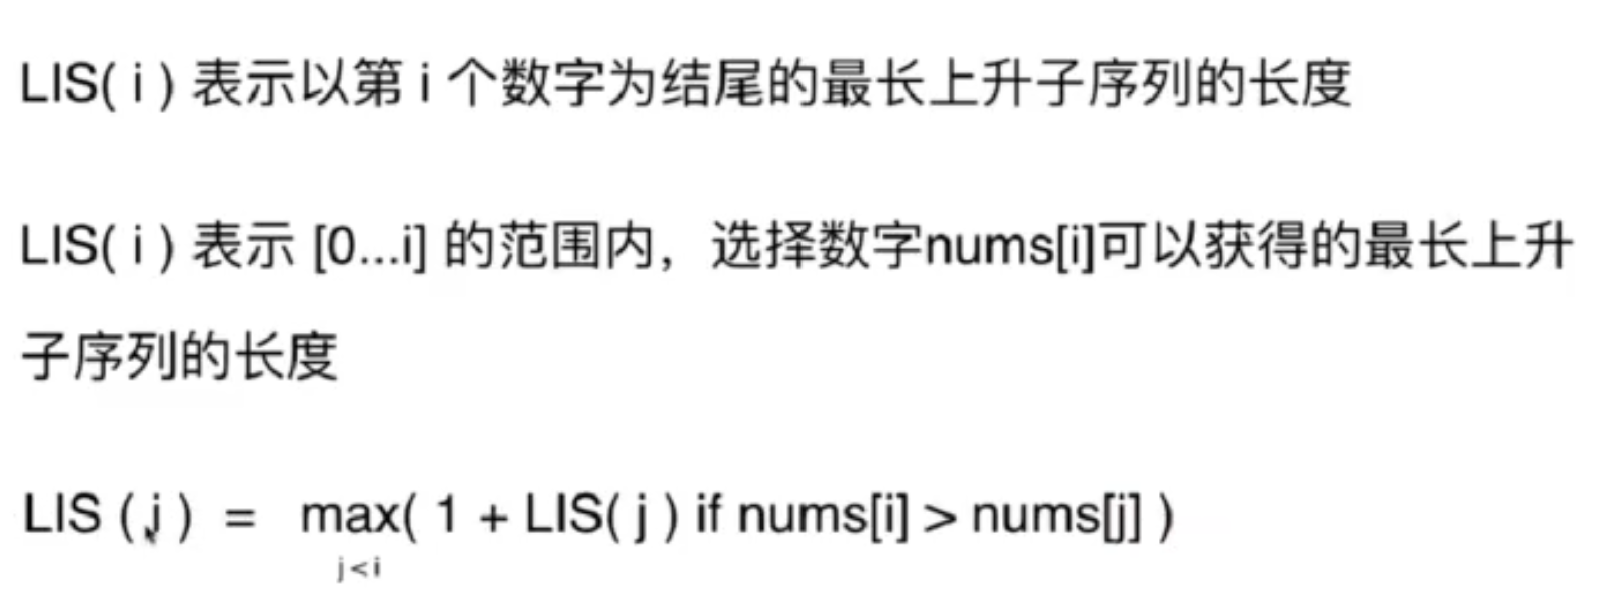 LIS( i ) 表示以第 i 个数字为结尾的最长上升子序列的长度
LIS( i ) 表示 [0...i] 的范围内，选择数字nums[i]可以获得的最长上升
子序列的长度
LIS ( i ) = max( 1 + LIS( j ) if nums[i] > nums[j] )
j < i